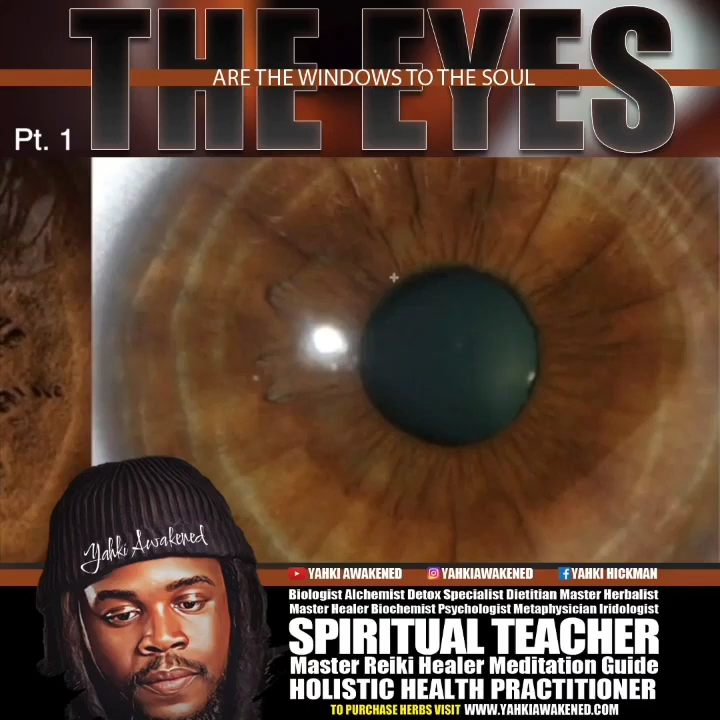 THE EYES
ARE THE WINDOWS TO THE SOUL
Pt. 1
Yahki Awakened
YAHKI AWAKENED YAHKIAWAKENED YAHKI HICKMAN
Biologist Alchemist Detox Specialist Dietitian Master Herbalist
Master Healer Biochemist Psychologist Metaphysician Iridologist
SPIRITUAL TEACHER
Master Reiki Healer Meditation Guide
HOLISTIC HEALTH PRACTITIONER
TO PURCHASE HERBS VISIT WWW.YAHKIAWAKENED.COM